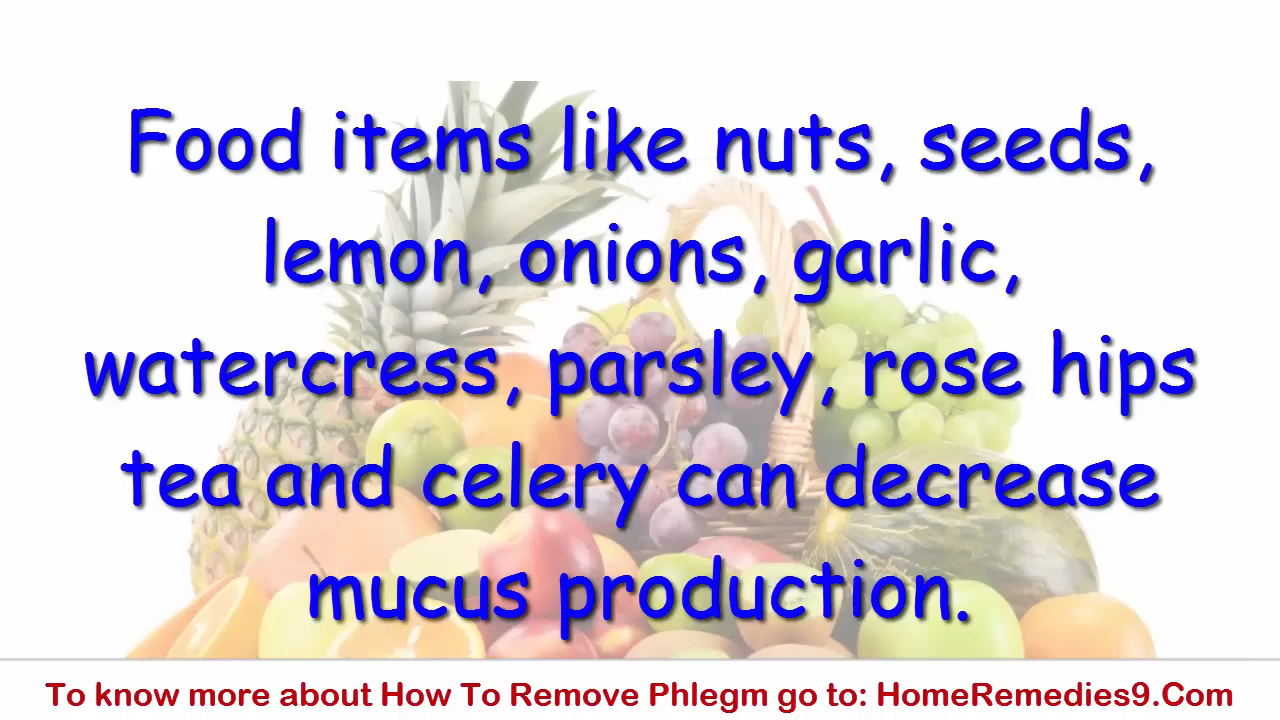 Food items like nuts, seeds,
lemon, onions, garlic,
watercress, parsley, rose hips
tea and celery can decrease
mucus production.
To know more about How To Remove Phlegm go to: HomeRemedies9.Com